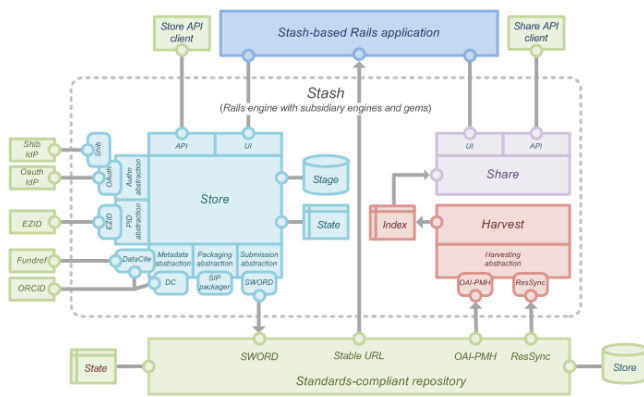 Store API
client
Stash-based Rails application
Share API
client
Stash
(Rails engine with subsidiary engines and gems)
Shib
IdP
Oauth
IdP
EZID
Fundref
ORCID
Shib
OAuth
EZID
Authn
abstraction
PID
abstraction
API
UI
Store
Metadata
abstraction
Packaging
abstraction
Submission
abstraction
DataCite
DC
SIP
packager
SWORD
Stage
State
UI
API
Share
Index
Harvest
Harvesting
abstraction
OAI-PMH
ResSync
State
SWORD
Stable URL
OAI-PMH
ResSync
Standards-compliant repository
Store